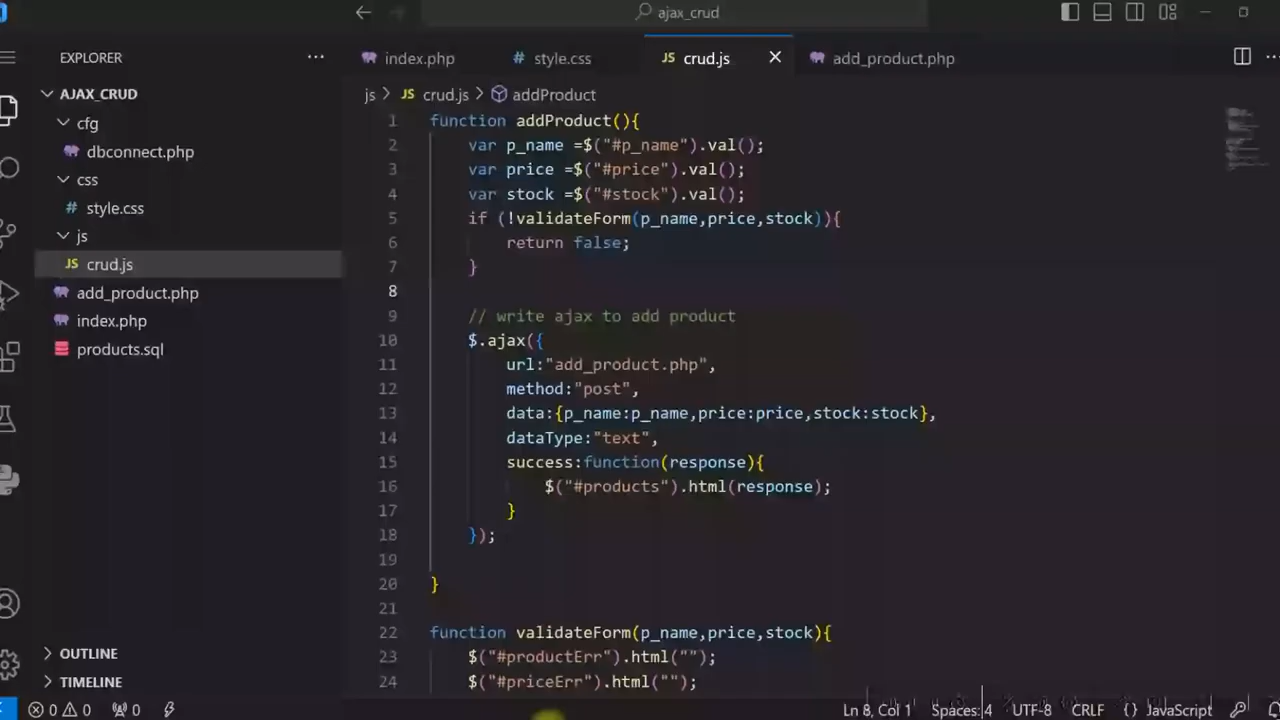 ajax_crud
EXPLORER
AJAX_CRUD
cfg
dbconnect.php
css
# style.css
js
JS crud.js
add_product.php
index.php
products.sql
OUTLINE
TIMELINE
index.php
# style.css
JS crud.js
add_product.php
js > JS crud.js > addProduct
1 function addProduct(){
2 var p_name =$("#p_name").val();
3 var price =$("#price").val();
4 var stock =$("#stock").val();
5 if (!validateForm(p_name,price,stock)){
6 return false;
7 }
8
9 // write ajax to add product
10 $.ajax({
11 url:"add_product.php",
12 method:"post",
13 data:{p_name:p_name,price:price,stock:stock},
14 dataType:"text",
15 success:function(response){
16 $("#products").html(response);
17 }
18 });
19
20 }
21
22 function validateForm(p_name,price,stock){
23 $("#productErr").html("");
24 $("#priceErr").html("");
0 0 0 Ln 8, Col 1 Spaces: 4 UTF-8 CRLF {} JavaScript